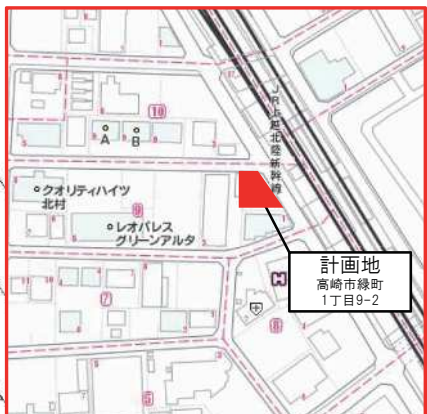 JR上越北陸新幹線
10
A
B
クオリティハイツ
北村
9
レオパレス
グリーンアルタ
計画地
高崎市緑町
1丁目9-2
H
7
8
5